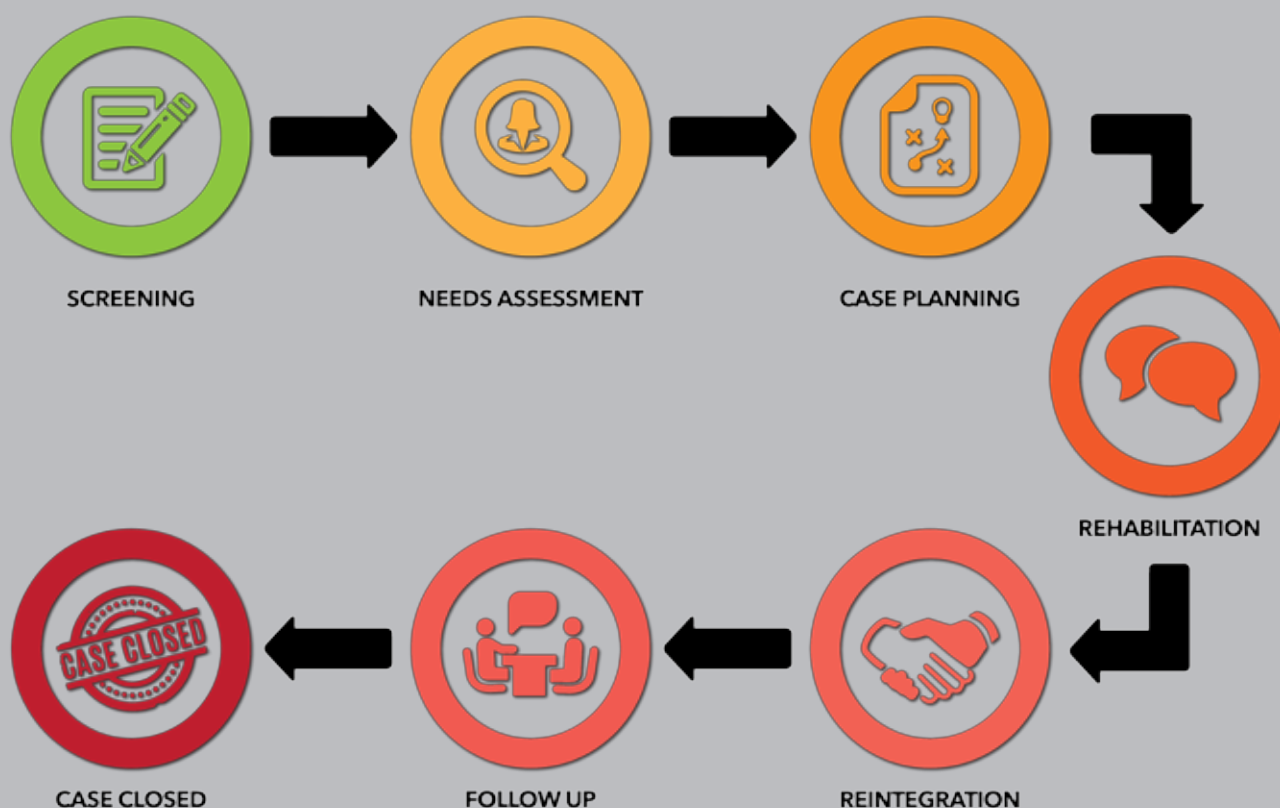 SCREENING
NEEDS ASSESSMENT
CASE PLANNING
REHABILITATION
REINTEGRATION
FOLLOW UP
CASE CLOSED
CASE CLOSED